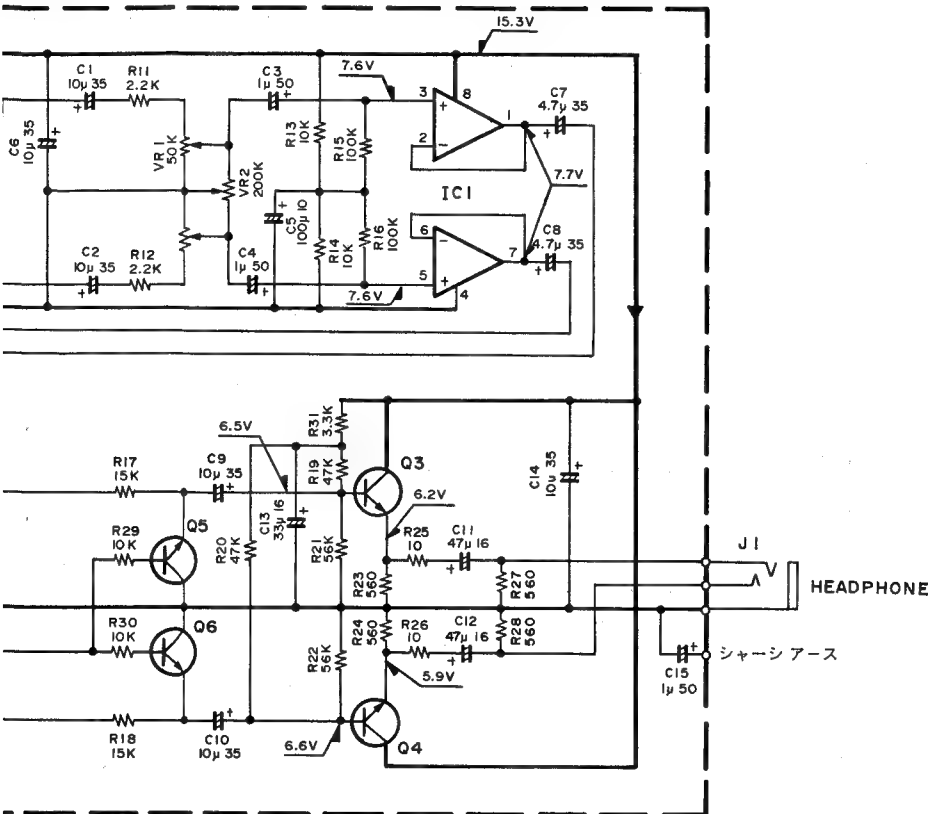 15.3V
C1
10μ 35
R11
2.2K
C3
1μ 50
7.6V
3
+
8
1
C7
4.7μ 35
+
C6
10μ 35
+
+
+
VR1
50K
VR2
200K
R13
10K
R15
100K
2
−
IC1
7.7V
C5
100μ 10
+
R14
10K
R16
100K
C2
10μ 35
R12
2.2K
C4
1μ 50
6
−
7
C8
4.7μ 35
5
+
4
+
+
+
7.6V
R31
3.3K
6.5V
R17
15K
C9
10μ 35
+
R19
47K
Q3
6.2V
C14
10μ 35
+
R29
10K
Q5
R20
47K
C13
33μ 16
+
R21
56K
R25
10
C11
47μ 16
+
J1
R23
560
R27
560
HEADPHONE
R30
10K
Q6
R22
56K
R24
560
R26
10
C12
47μ 16
+
R28
560
5.9V
C15
1μ 50
+
シャーシ アース
R18
15K
C10
10μ 35
+
6.6V
Q4